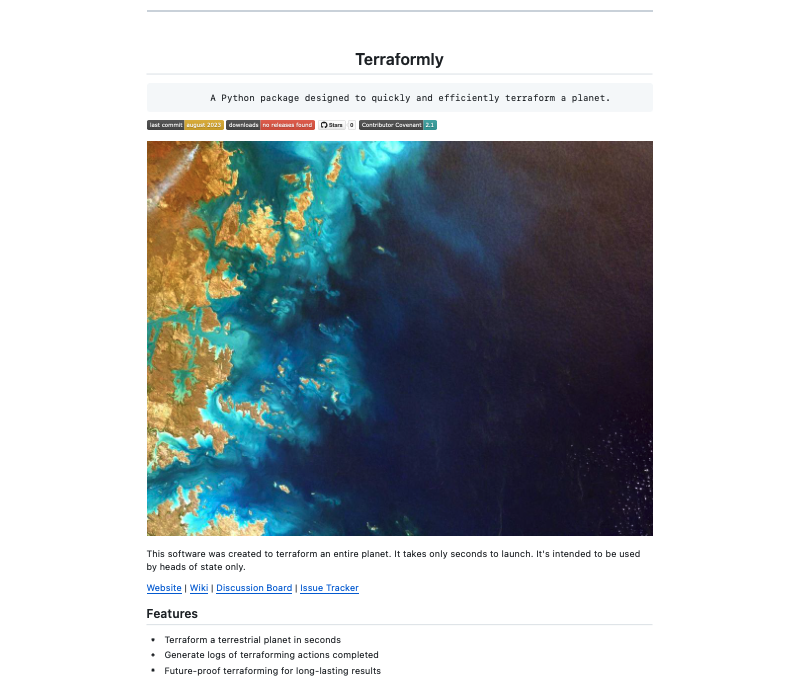 Terraformly
A Python package designed to quickly and efficiently terraform a planet.
last commit august 2023 downloads no releases found Stars 0 Contributor Covenant 2.1
This software was created to terraform an entire planet. It takes only seconds to launch. It's intended to be used
by heads of state only.
Website | Wiki | Discussion Board | Issue Tracker
Features
• Terraform a terrestrial planet in seconds
• Generate logs of terraforming actions completed
• Future-proof terraforming for long-lasting results